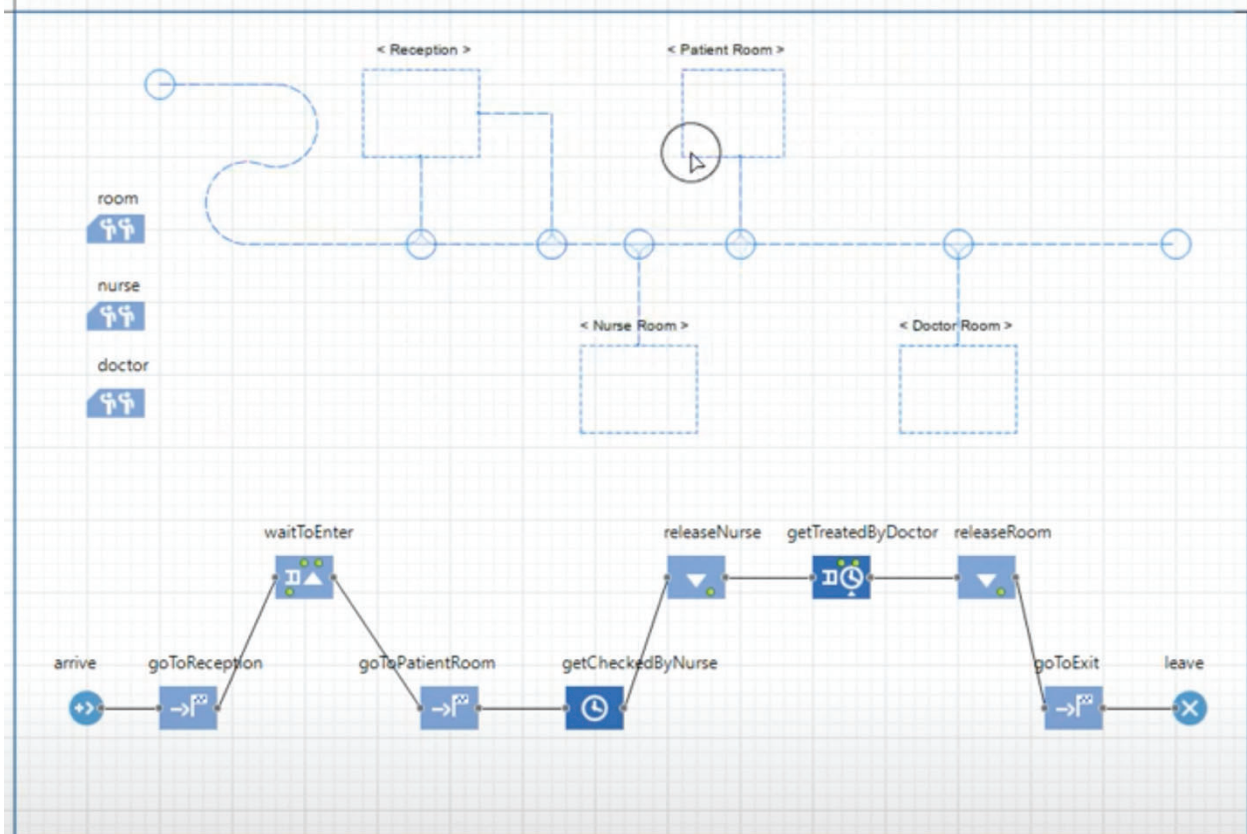 < Reception >
< Patient Room >
room
nurse
doctor
< Nurse Room >
< Doctor Room >
waitToEnter
releaseNurse
getTreatedByDoctor
releaseRoom
arrive
goToReception
goToPatientRoom
getCheckedByNurse
goToExit
leave